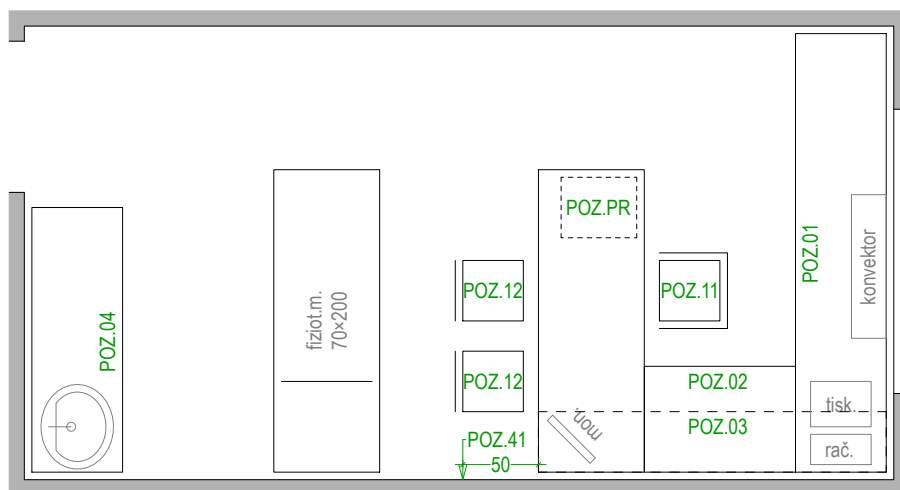 POZ.PR
POZ.01
konvektor
POZ.12
POZ.11
fiziot.m.
70×200
POZ.04
POZ.12
POZ.02
tisk.
mon
POZ.03
POZ.41
rač.
50